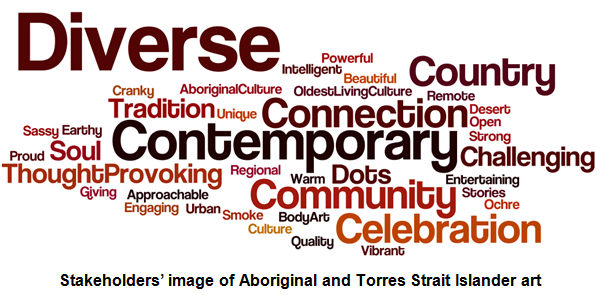 Diverse
Powerful
Intelligent
Beautiful
Country
Cranky
AboriginalCulture
OldestLivingCulture
Remote
Tradition
Unique
Connection
Desert
Open
Sassy
Earthy
Contemporary
Strong
Proud
Soul
Challenging
ThoughtProvoking
Regional
Warm
Dots
Entertaining
Giving
Approachable
Community
Stories
Engaging
Urban
Smoke
BodyArt
Celebration
Ochre
Culture
Quality
Vibrant
Stakeholders’ image of Aboriginal and Torres Strait Islander art